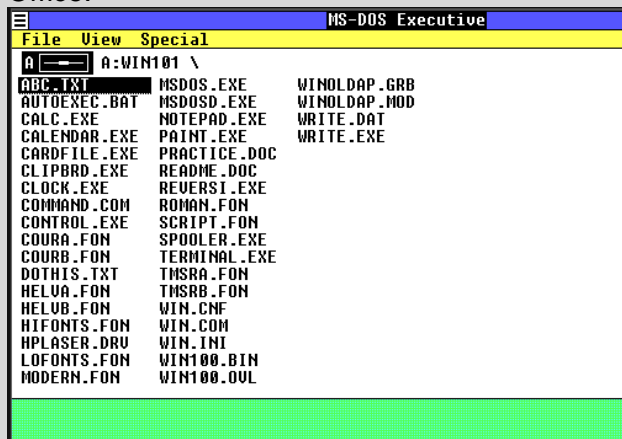 MS-DOS Executive
File View Special
A A:WIN101 \
ABC.TXT MSDOS.EXE WINOLDAP.GRB
AUTOEXEC.BAT MSDOSD.EXE WINOLDAP.MOD
CALC.EXE NOTEPAD.EXE WRITE.DAT
CALENDAR.EXE PAINT.EXE WRITE.EXE
CARDFILE.EXE PRACTICE.DOC
CLIPBRD.EXE README.DOC
CLOCK.EXE REVERSI.EXE
COMMAND.COM ROMAN.FON
CONTROL.EXE SCRIPT.FON
COURA.FON SPOOLER.EXE
COURB.FON TERMINAL.EXE
DOTHIS.TXT TMSRA.FON
HELVA.FON TMSRB.FON
HELVB.FON WIN.CNF
HIFONTS.FON WIN.COM
HPLASER.DRV WIN.INI
LOFONTS.FON WIN100.BIN
MODERN.FON WIN100.OVL